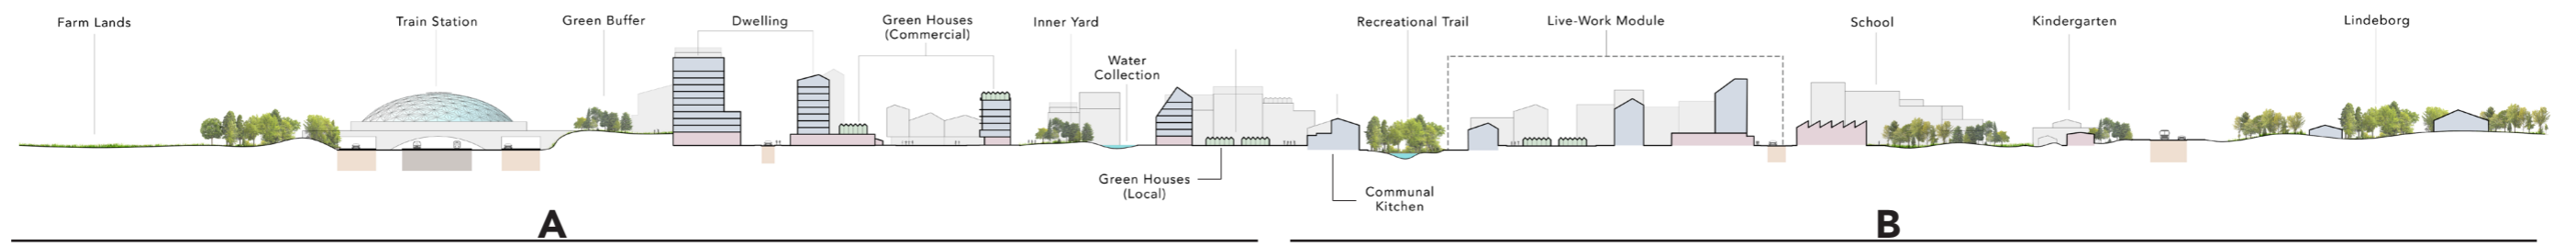 Farm Lands
Train Station
Green Buffer
Dwelling
Green Houses
(Commercial)
Inner Yard
Water
Collection
Green Houses
(Local)
Communal
Kitchen
Recreational Trail
Live-Work Module
School
Kindergarten
Lindeborg
A
B